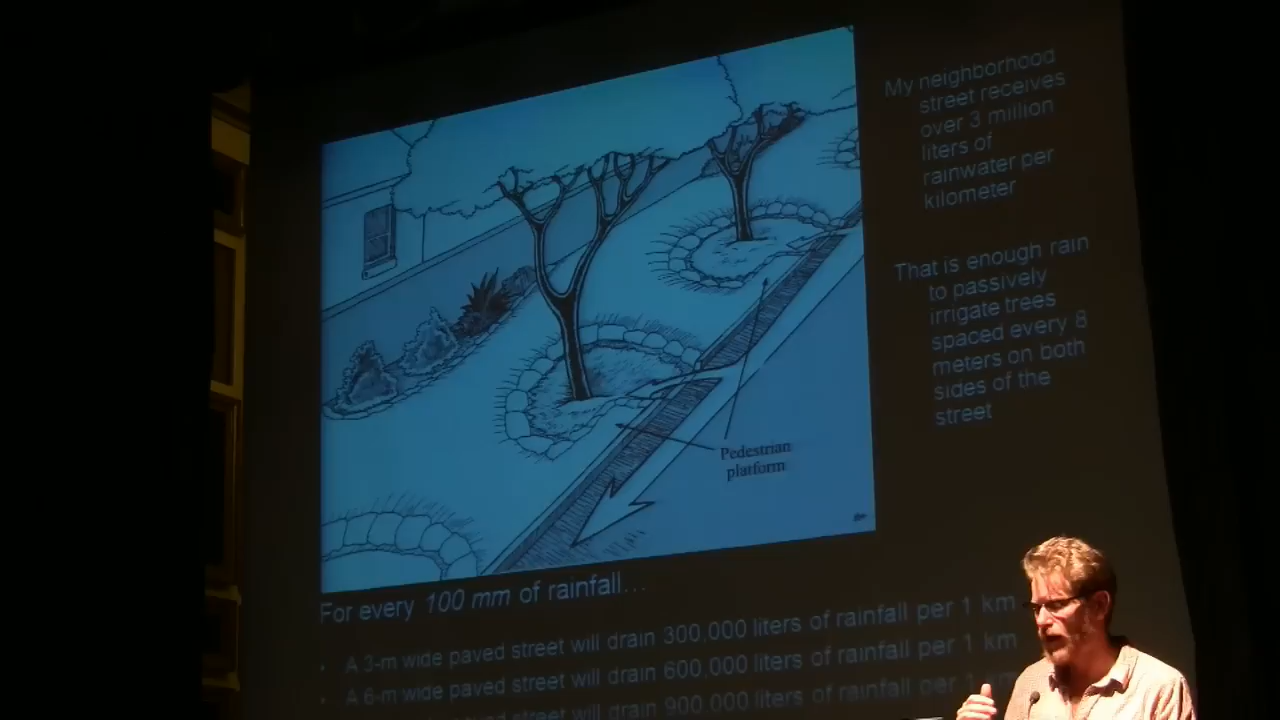 My neighborhood
street receives
over 3 million
liters of
rainwater per
kilometer
That is enough rain
to passively
irrigate trees
spaced every 8
meters on both
sides of the
street
Pedestrian
platform
For every 100 mm of rainfall…
• A 3-m wide paved street will drain 300,000 liters of rainfall per 1 km
• A 6-m wide paved street will drain 600,000 liters of rainfall per 1 km
paved street will drain 900,000 liters of rainfall per 1 km